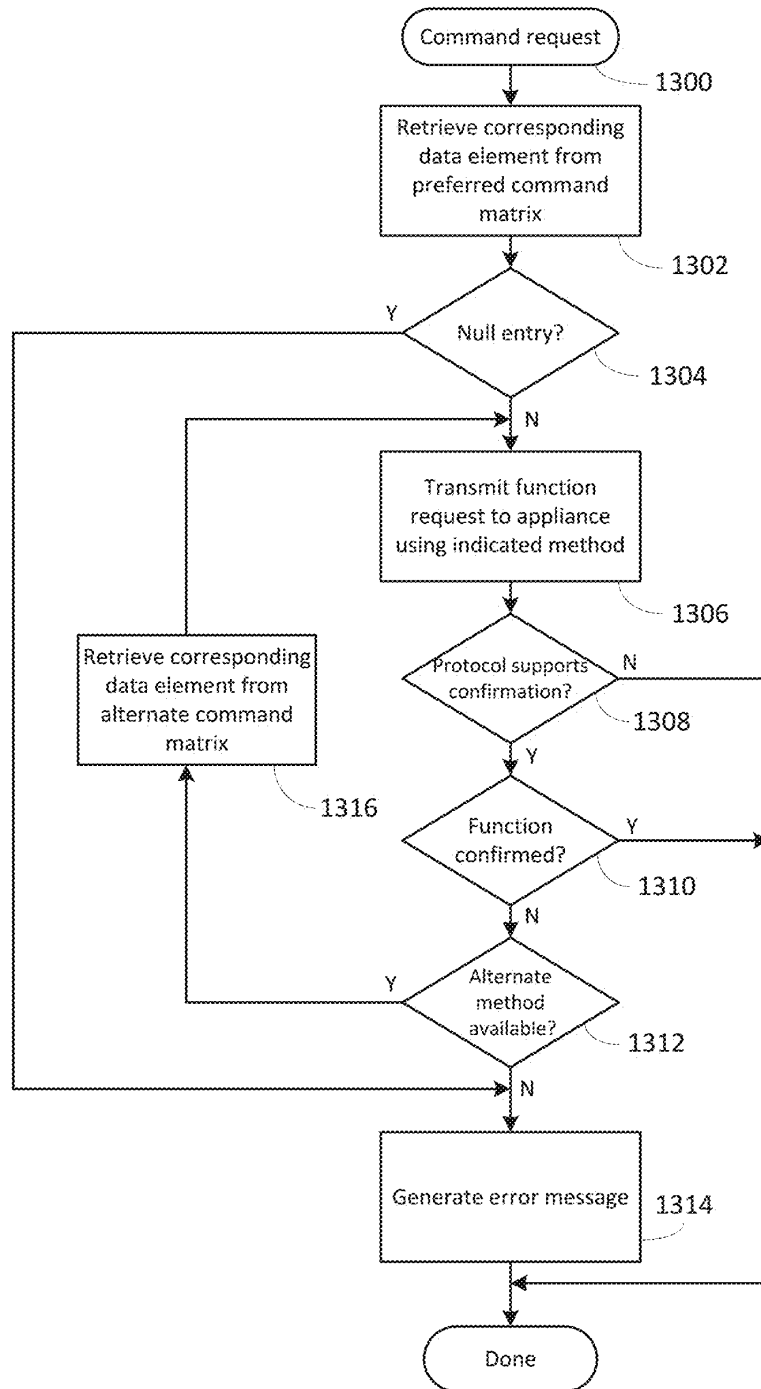 Command request
1300
Retrieve corresponding
data element from
preferred command
matrix
1302
Y
Null entry?
1304
N
Transmit function
request to appliance
using indicated method
1306
Retrieve corresponding
data element from
alternate command
matrix
1316
Protocol supports
confirmation?
N
1308
Y
Function
confirmed?
Y
1310
N
Y
Alternate
method
available?
1312
N
Generate error message
1314
Done